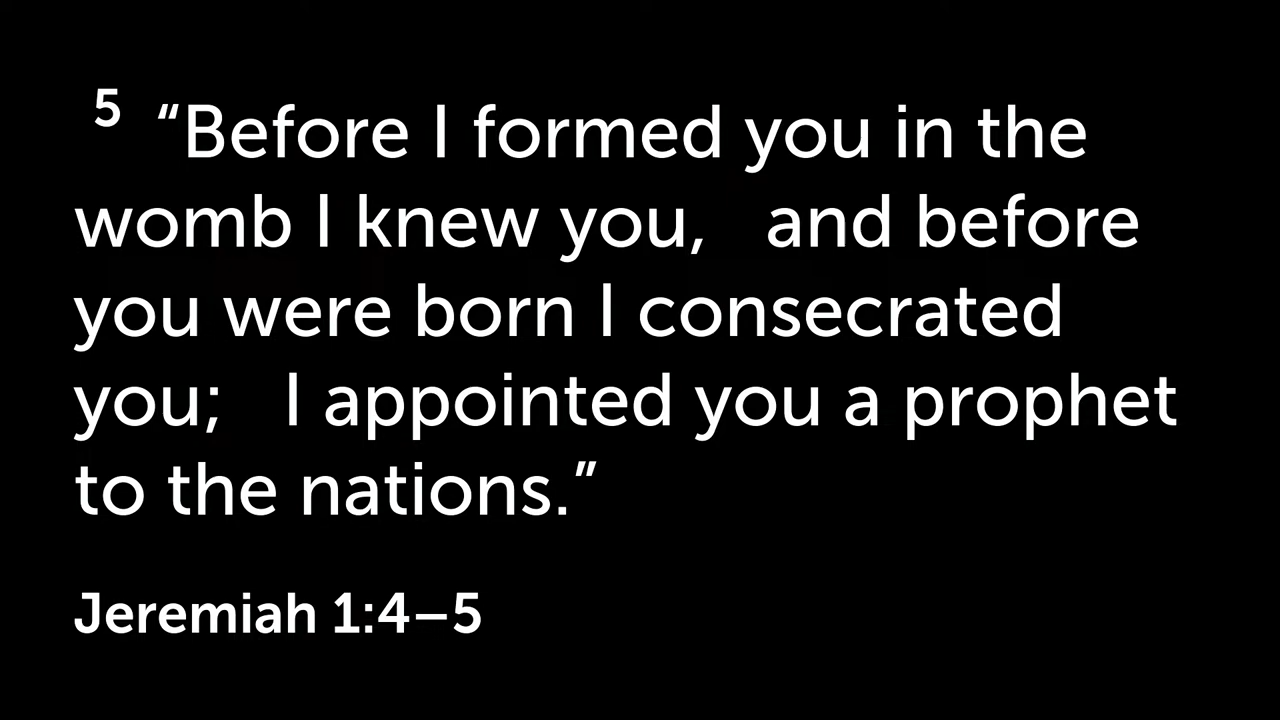 5 “Before I formed you in the
womb I knew you, and before
you were born I consecrated
you; I appointed you a prophet
to the nations.”
Jeremiah 1:4–5